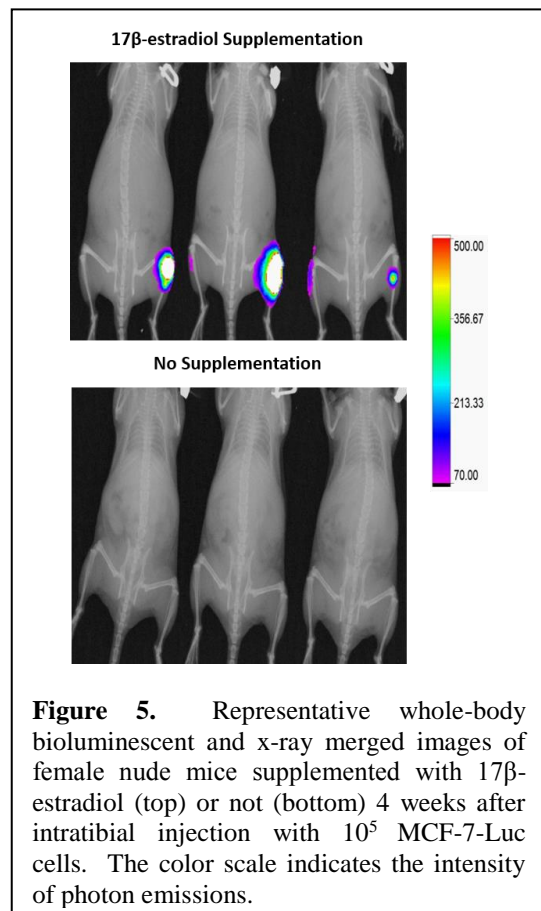 17β-estradiol Supplementation
500.00
356.67
213.33
70.00
No Supplementation
Figure 5. Representative whole-body
bioluminescent and x-ray merged images of
female nude mice supplemented with 17β-
estradiol (top) or not (bottom) 4 weeks after
intratibial injection with 10⁵ MCF-7-Luc
cells. The color scale indicates the intensity
of photon emissions.